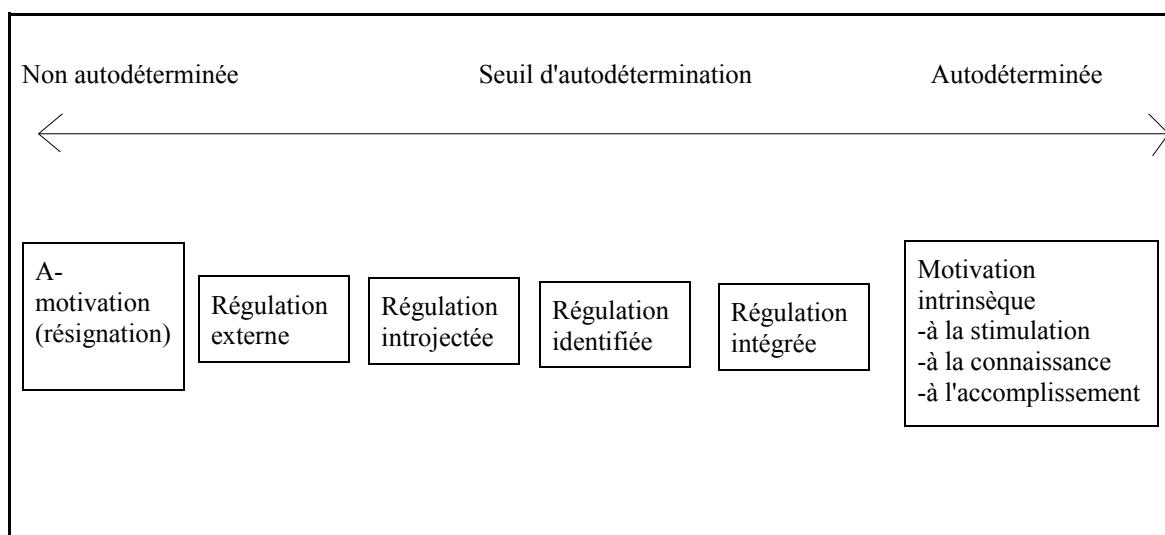 Non autodéterminée
Seuil d'autodétermination
Autodéterminée
A-
motivation
(résignation)
Régulation
externe
Régulation
introjectée
Régulation
identifiée
Régulation
intégrée
Motivation
intrinsèque
-à la stimulation
-à la connaissance
-à l'accomplissement